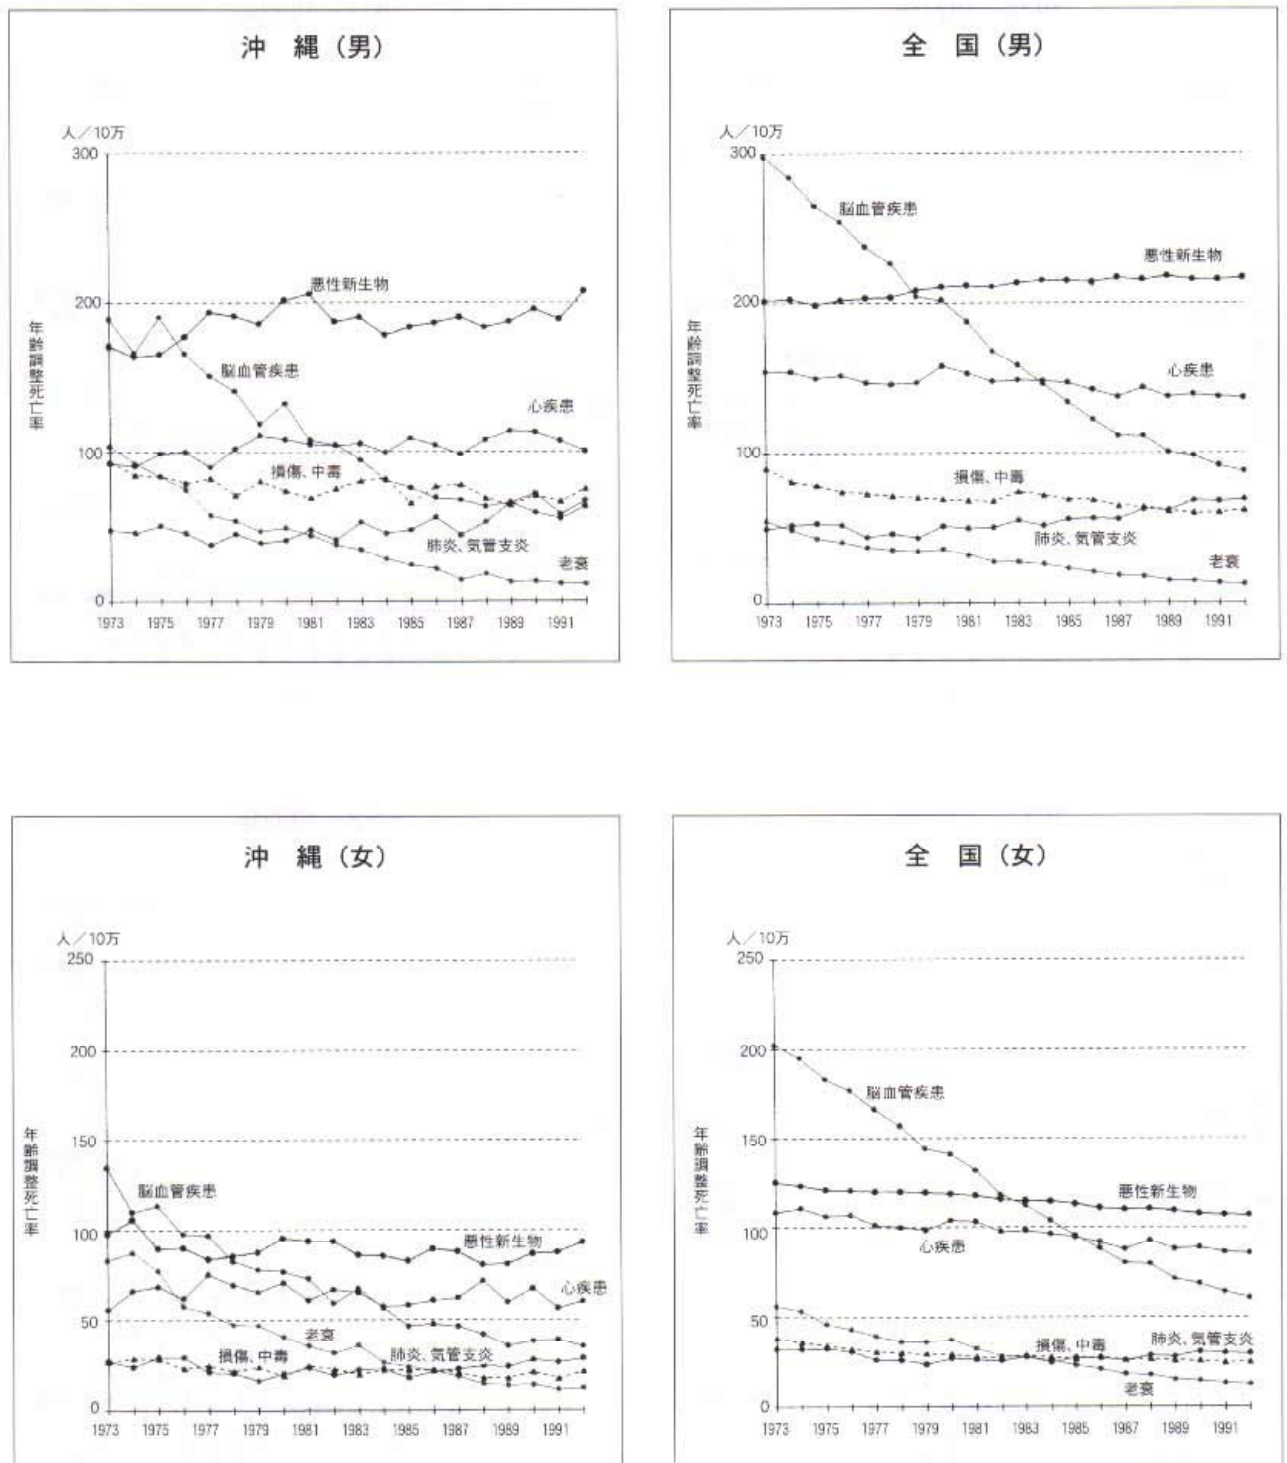 沖 縄（男）
人／10万
300
200
100
0
年齢調整死亡率
悪性新生物
脳血管疾患
心疾患
損傷、中毒
肺炎、気管支炎
老衰
1973 1975 1977 1979 1981 1983 1985 1987 1989 1991
全 国（男）
人／10万
300
200
100
0
年齢調整死亡率
脳血管疾患
悪性新生物
心疾患
損傷、中毒
肺炎、気管支炎
老衰
1973 1975 1977 1979 1981 1983 1985 1987 1989 1991
沖 縄（女）
人／10万
250
200
150
100
50
0
年齢調整死亡率
脳血管疾患
悪性新生物
心疾患
老衰
損傷、中毒
肺炎、気管支炎
1973 1975 1977 1979 1981 1983 1985 1987 1989 1991
全 国（女）
人／10万
250
200
150
100
50
0
年齢調整死亡率
脳血管疾患
悪性新生物
心疾患
損傷、中毒
肺炎、気管支炎
老衰
1973 1975 1977 1979 1981 1983 1985 1987 1989 1991